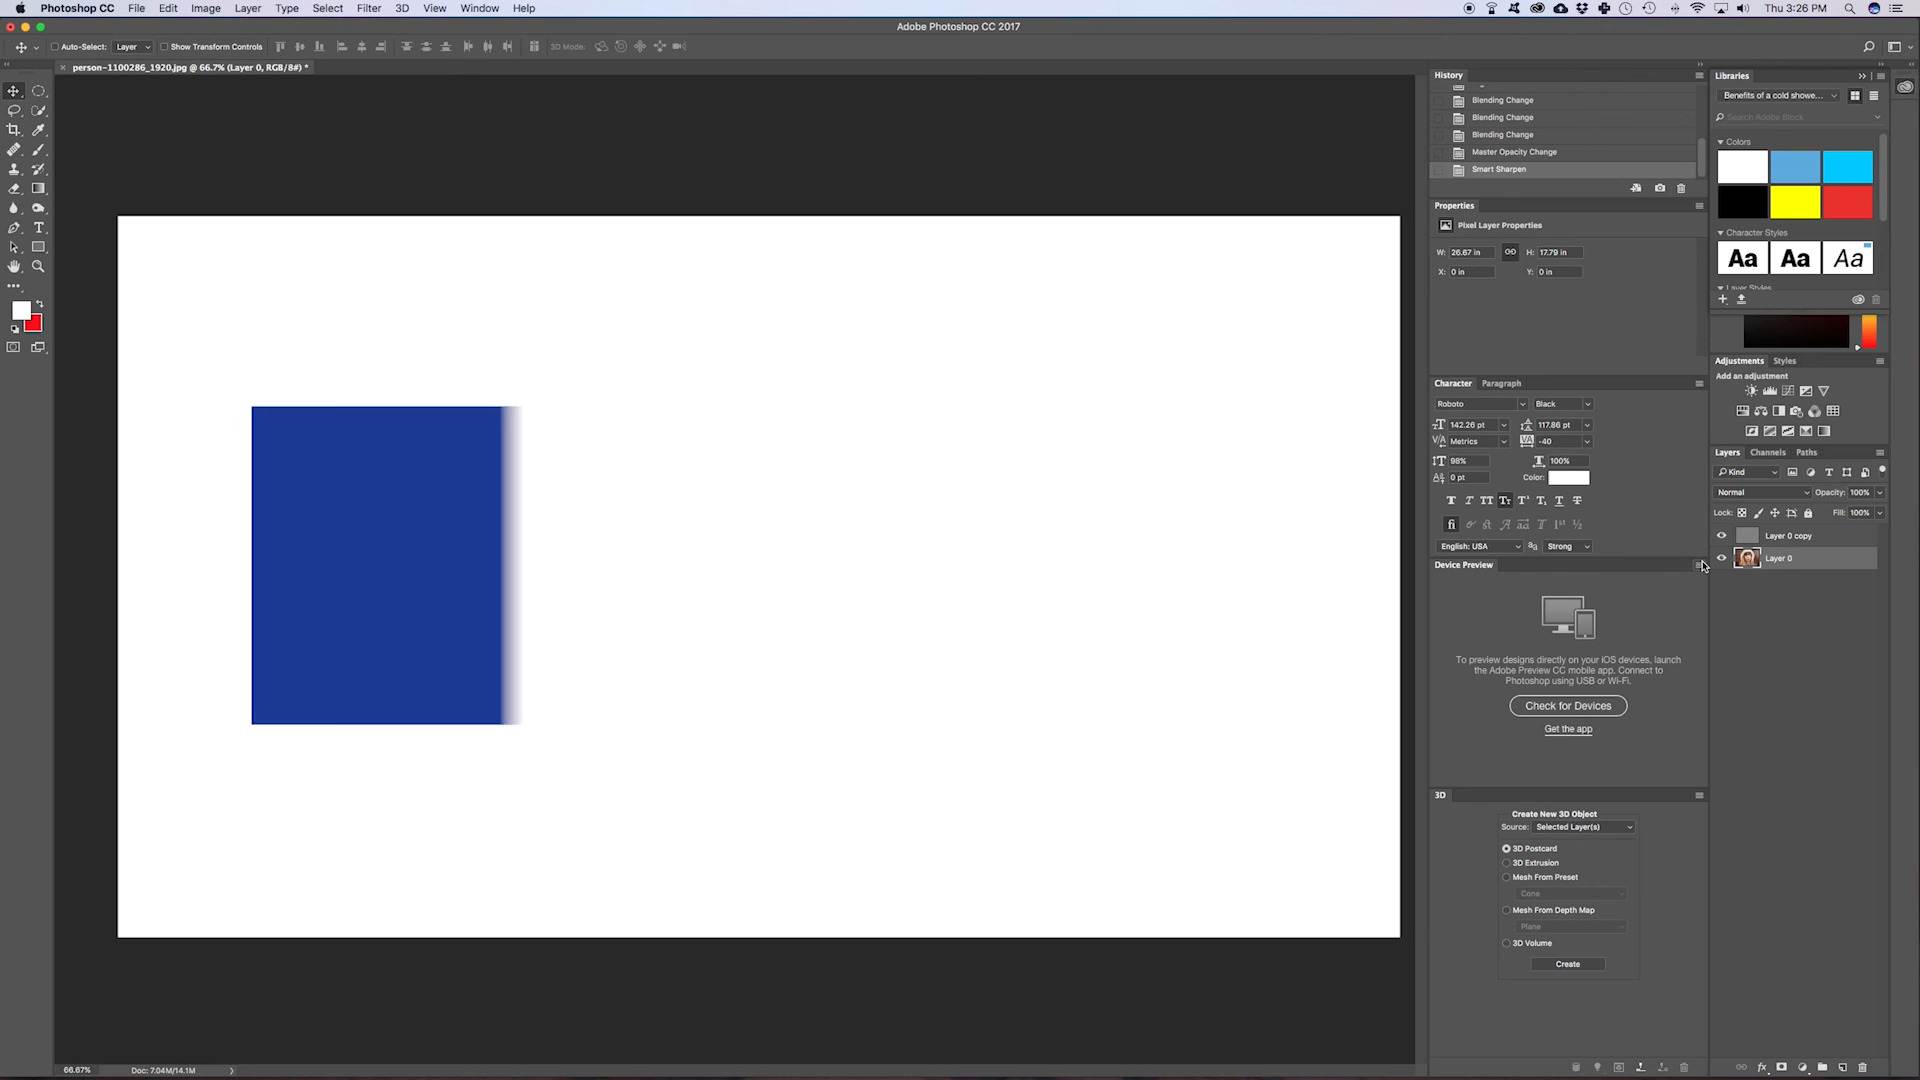 Photoshop CC File Edit Image Layer Type Select Filter 3D View Window Help
Thu 3:26 PM
Adobe Photoshop CC 2017
Auto-Select: Layer Show Transform Controls 3D Mode:
person-1100286_1920.jpg @ 66.7% (Layer 0, RGB/8#) *
History
Blending Change
Blending Change
Blending Change
Master Opacity Change
Smart Sharpen
Properties
Pixel Layer Properties
W: 26.67 in H: 17.79 in
X: 0 in Y: 0 in
Character Paragraph
Roboto Black
142.26 pt 117.86 pt
Metrics -40
98% 100%
0 pt Color:
English: USA Strong
Device Preview
To preview designs directly on your iOS devices, launch
the Adobe Preview CC mobile app. Connect to
Photoshop using USB or Wi-Fi.
Check for Devices
Get the app
3D
Create New 3D Object
Source: Selected Layer(s)
3D Postcard
3D Extrusion
Mesh From Preset
Cone
Mesh From Depth Map
Plane
3D Volume
Create
Libraries
Benefits of a cold showe...
Search Adobe Stock
Colors
Character Styles
Aa Aa Aa
Layer Styles
Adjustments Styles
Add an adjustment
Layers Channels Paths
Kind
Normal Opacity: 100%
Lock: Fill: 100%
Layer 0 copy
Layer 0
66.67% Doc: 7.04M/14.1M